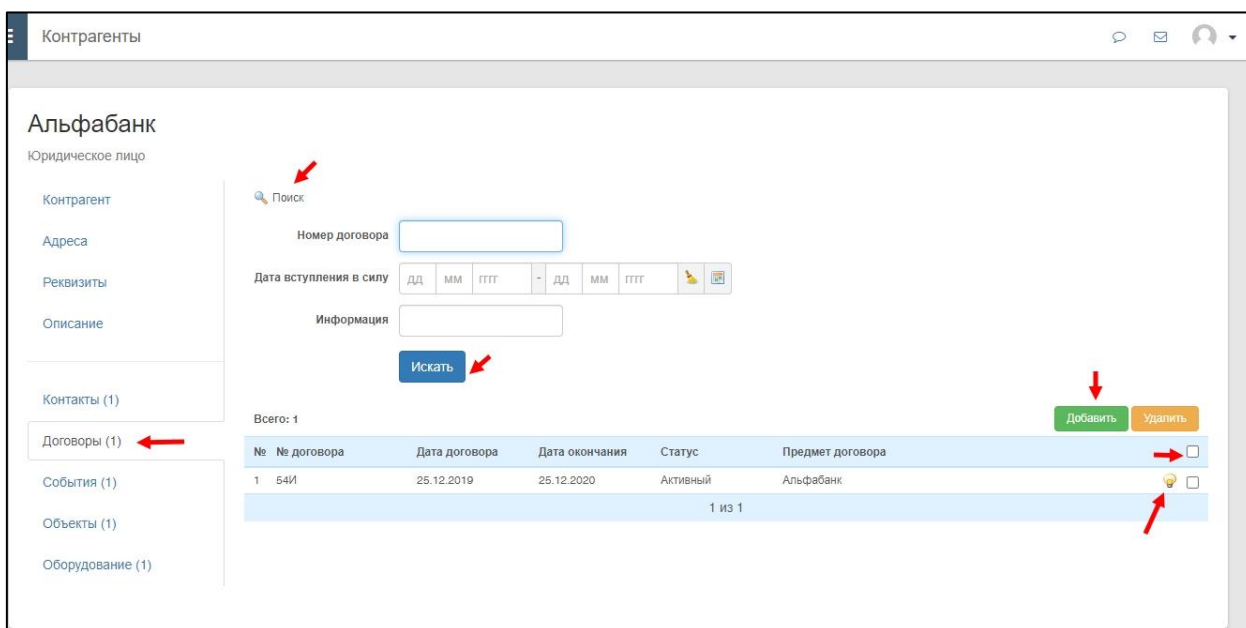 Контрагенты
Альфабанк
Юридическое лицо
Контрагент
Адреса
Реквизиты
Описание
Контакты (1)
Договоры (1)
События (1)
Объекты (1)
Оборудование (1)
Поиск
Номер договора
Дата вступления в силу дд мм гггг - дд мм гггг
Информация
Искать
Всего: 1 Добавить Удалить
№ № договора Дата договора Дата окончания Статус Предмет договора
1 54И 25.12.2019 25.12.2020 Активный Альфабанк
1 из 1